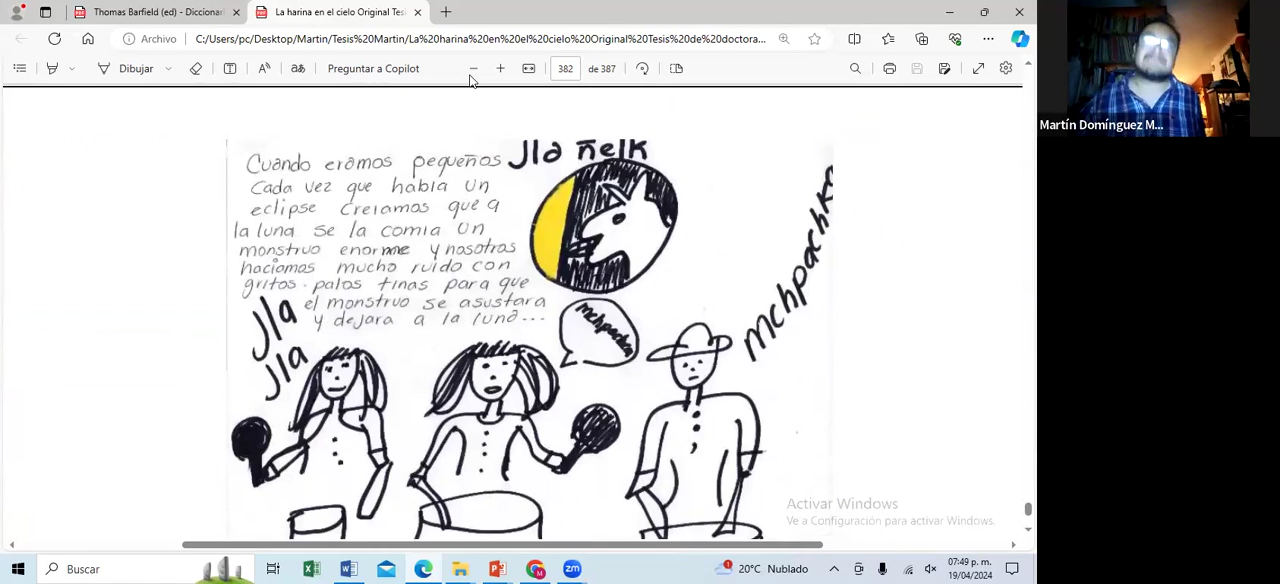 Thomas Barfield (ed) - Diccionari
La harina en el cielo Original Tesi
Archivo
C:/Users/pc/Desktop/Martin/Tesis%20Martin/La%20harina%20en%20el%20cielo%20Original%20Tesis%20de%20doctora...
Dibujar
Preguntar a Copilot
382
de 387
Martín Domínguez M...
Cuando eramos pequeños
Cada vez que habia un
eclipse creiamos que a
la luna se la comia un
monstruo enorme y nosotras
haciamos mucho ruido con
gritos. palos tinas para que
el monstruo se asustara
y dejara a la luna...
Jla ñelk
mchpachka
Jla
Jla
mchpachka
Activar Windows
Ve a Configuración para activar Windows.
Buscar
20°C Nublado
07:49 p. m.
19/04/2024